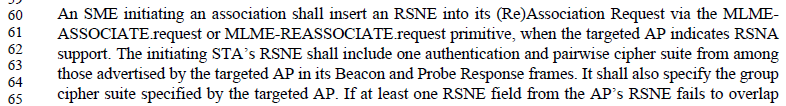 60 An SME initiating an association shall insert an RSNE into its (Re)Association Request via the MLME-
61 ASSOCIATE.request or MLME-REASSOCIATE.request primitive, when the targeted AP indicates RSNA
62 support. The initiating STA's RSNE shall include one authentication and pairwise cipher suite from among
63 those advertised by the targeted AP in its Beacon and Probe Response frames. It shall also specify the group
64 cipher suite specified by the targeted AP. If at least one RSNE field from the AP's RSNE fails to overlap
65